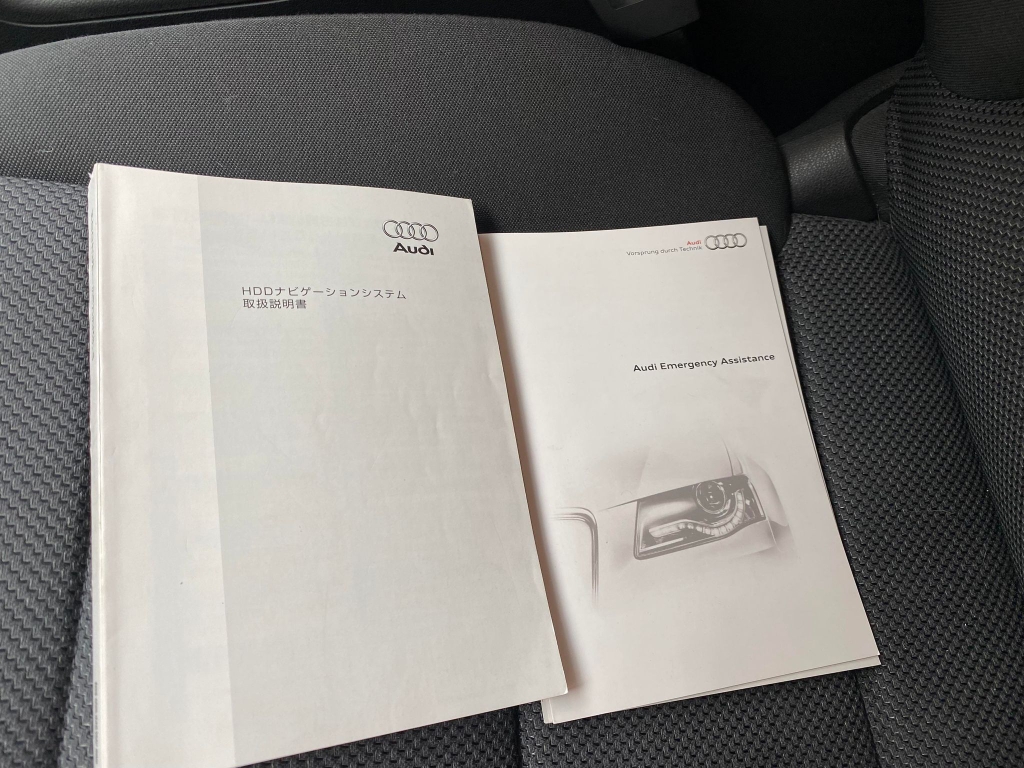 Audi
HDDナビゲーションシステム
取扱説明書
Audi
Vorsprung durch Technik
Audi Emergency Assistance